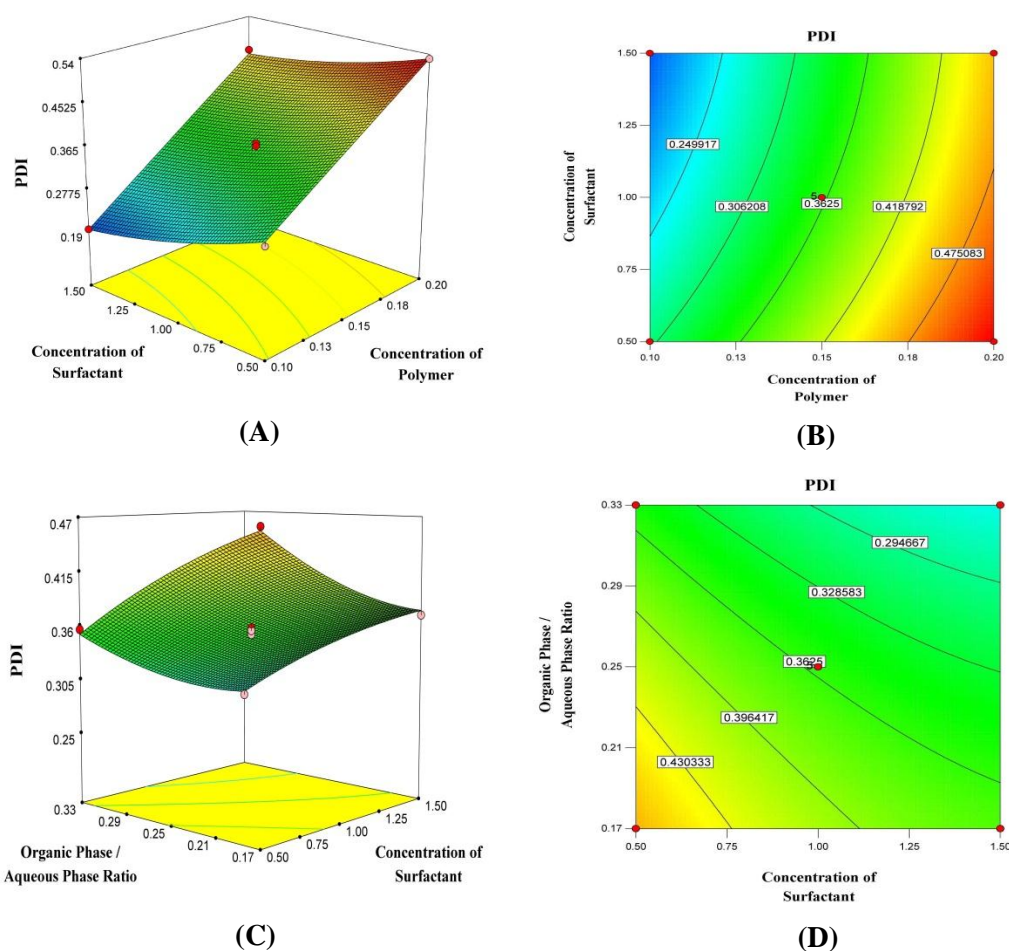 (A)
0.54
0.4525
0.365
0.2775
0.19
PDI
1.50
1.25
1.00
0.75
0.50
0.20
0.18
0.15
0.13
0.10
Concentration of
Surfactant
Concentration of
Polymer
(A)
(B)
PDI
1.50
1.25
1.00
0.75
0.50
Concentration of
Surfactant
0.249917
0.306208
5
0.3625
0.418792
0.475083
0.10
0.13
0.15
0.18
0.20
Concentration of
Polymer
(B)
(C)
0.47
0.415
0.36
0.305
0.25
PDI
0.33
0.29
0.25
0.21
0.17
0.50
0.75
1.00
1.25
1.50
Organic Phase /
Aqueous Phase Ratio
Concentration of
Surfactant
(C)
(D)
PDI
0.33
0.29
0.25
0.21
0.17
Organic Phase /
Aqueous Phase Ratio
0.294667
0.328583
0.3625
5
0.396417
0.430333
0.50
0.75
1.00
1.25
1.50
Concentration of
Surfactant
(D)